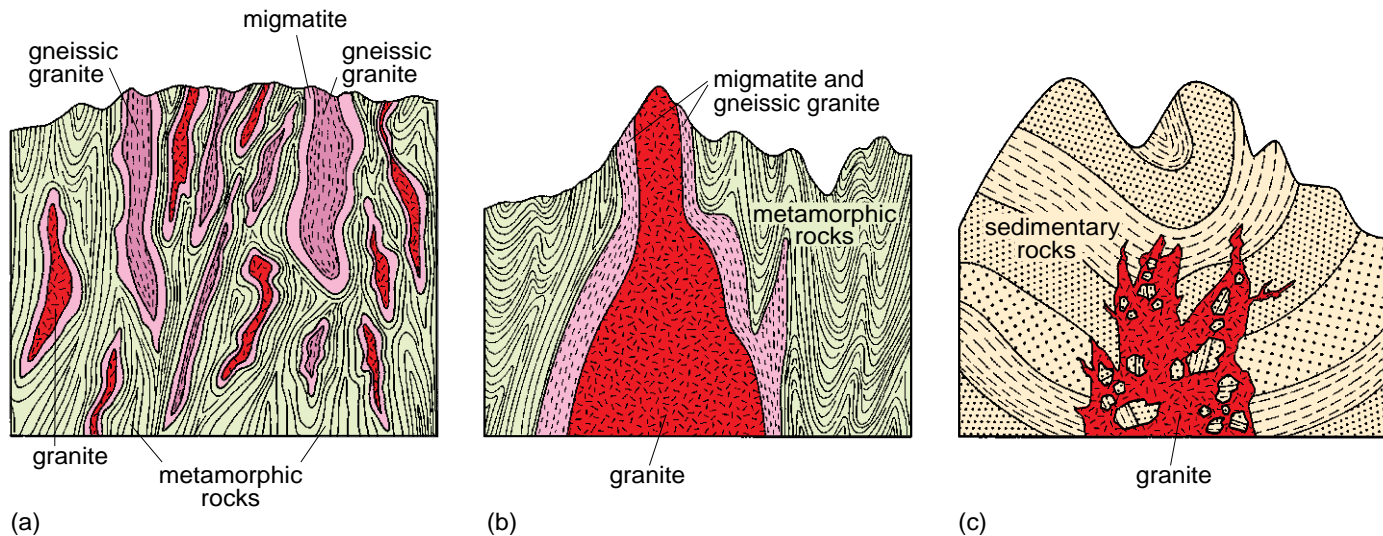 migmatite
gneissic
granite
gneissic
granite
granite
metamorphic
rocks
(a)
migmatite and
gneissic granite
metamorphic
rocks
granite
(b)
sedimentary
rocks
granite
(c)